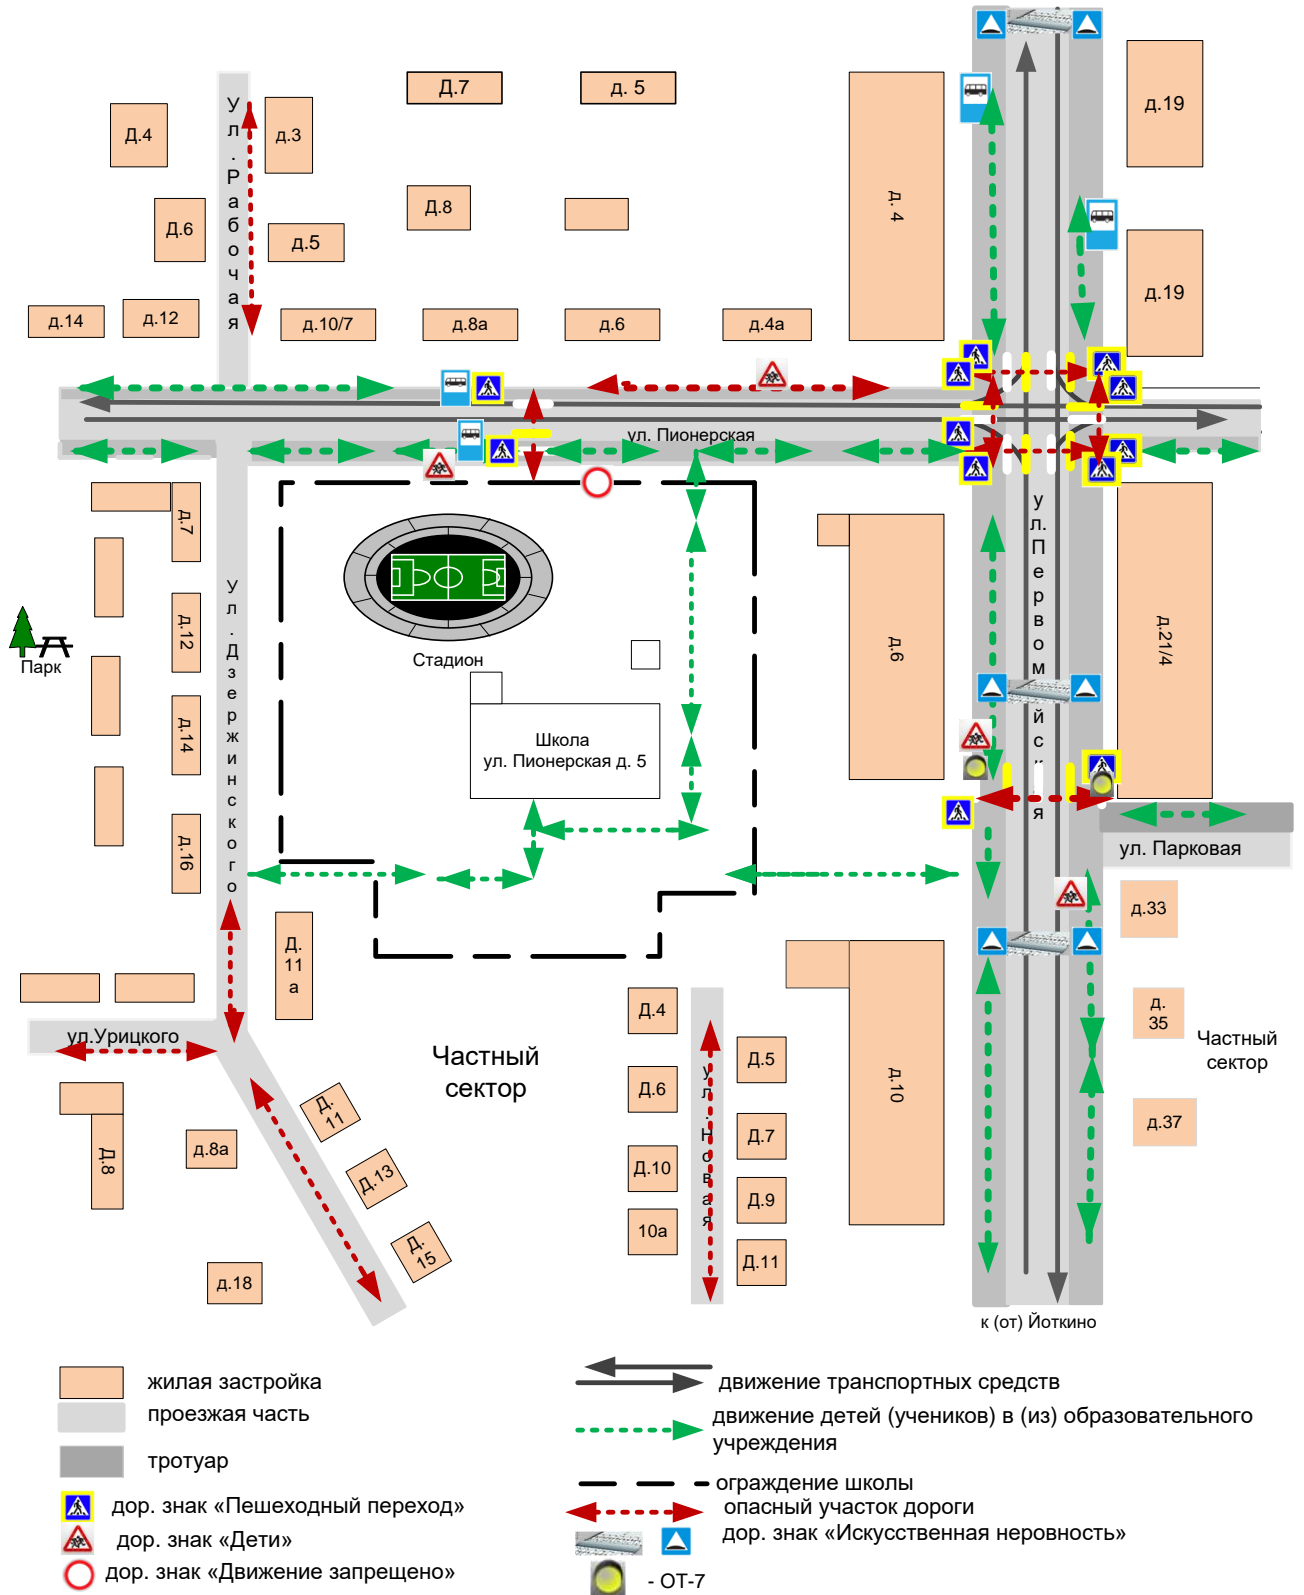 Д.7
д. 5
д.19
Д.4
д.3
Ул. Рабочая
Д.8
д. 4
Д.6
д.5
д.19
д.14
д.12
д.10/7
д.8а
д.6
д.4а
ул. Пионерская
д.7
ул. Первомайская
Ул. Дзержинского
д.12
д.6
д.21/4
Парк
Стадион
д.14
Школа
ул. Пионерская д. 5
д.16
ул. Парковая
д.33
Д.
11
а
Д.4
д.
35
ул.Урицкого
Частный
сектор
Частный
сектор
ул. Новая
Д.5
Д.6
д.10
Д.
11
д.37
д.8а
Д.8
Д.7
Д.10
Д.13
Д.9
10а
Д.
15
Д.11
д.18
к (от) Йоткино
жилая застройка
проезжая часть
тротуар
дор. знак «Пешеходный переход»
дор. знак «Дети»
дор. знак «Движение запрещено»
движение транспортных средств
движение детей (учеников) в (из) образовательного
учреждения
ограждение школы
опасный участок дороги
дор. знак «Искусственная неровность»
- ОТ-7